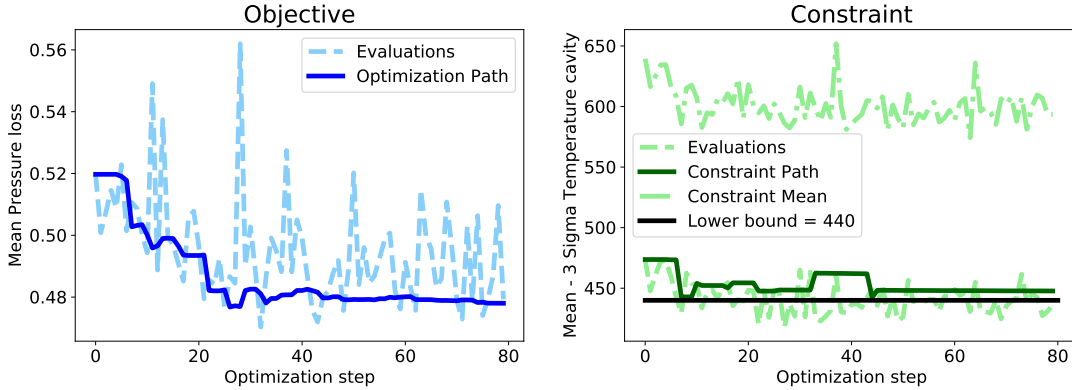 Objective
Mean Pressure loss
0.56
0.54
0.52
0.50
0.48
Evaluations
Optimization Path
0
20
40
60
80
Optimization step
Constraint
Mean - 3 Sigma Temperature cavity
650
600
550
500
450
Evaluations
Constraint Path
Constraint Mean
Lower bound = 440
0
20
40
60
80
Optimization step